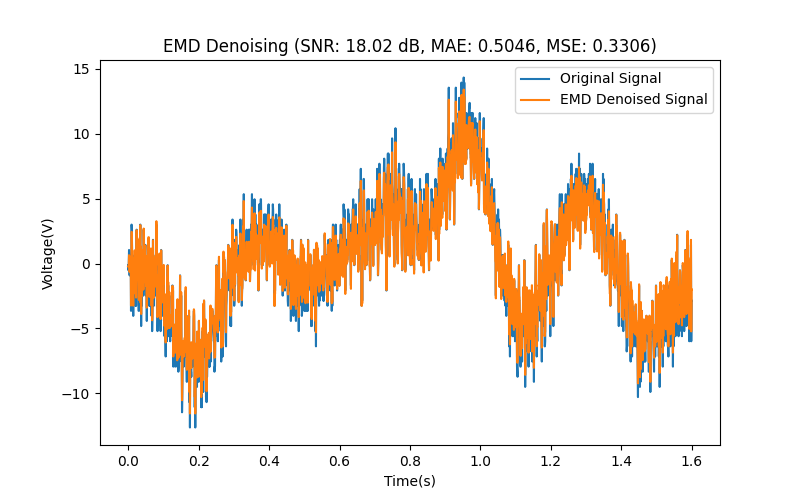 EMD Denoising (SNR: 18.02 dB, MAE: 0.5046, MSE: 0.3306)
Original Signal
EMD Denoised Signal
15
10
5
0
−5
−10
Voltage(V)
0.0 0.2 0.4 0.6 0.8 1.0 1.2 1.4 1.6
Time(s)